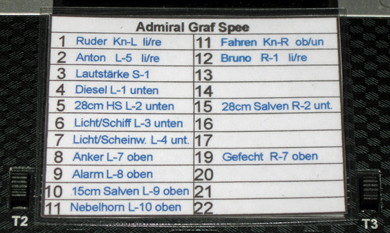 Admiral Graf Spee
1 Ruder Kn-L li/re
2 Anton L-5 li/re
3 Lautstärke S-1
4 Diesel L-1 unten
5 28cm HS L-2 unten
6 Licht/Schiff L-3 unten
7 Licht/Scheinw. L-4 unt.
8 Anker L-7 oben
9 Alarm L-8 oben
10 15cm Salven L-9 oben
11 Nebelhorn L-10 oben
11 Fahren Kn-R ob/un
12 Bruno R-1 li/re
13
14
15 28cm Salven R-2 unt.
16
17
19 Gefecht R-7 oben
20
21
22
T2
T3